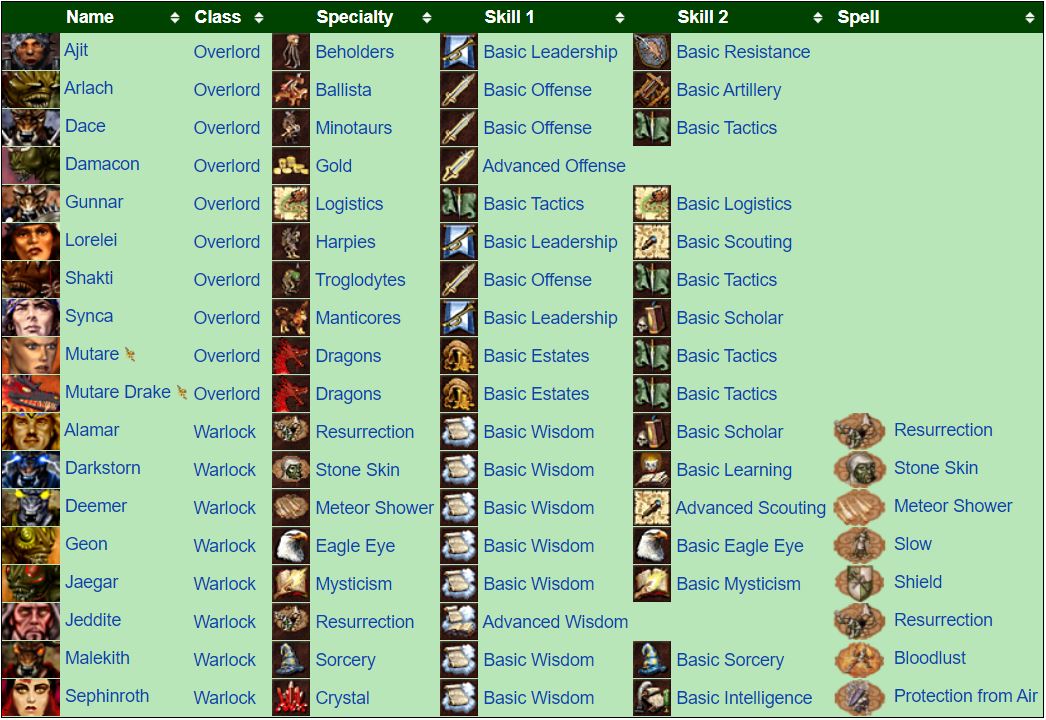 Name Class Specialty Skill 1 Skill 2 Spell
Ajit Overlord Beholders Basic Leadership Basic Resistance
Arlach Overlord Ballista Basic Offense Basic Artillery
Dace Overlord Minotaurs Basic Offense Basic Tactics
Damacon Overlord Gold Advanced Offense
Gunnar Overlord Logistics Basic Tactics Basic Logistics
Lorelei Overlord Harpies Basic Leadership Basic Scouting
Shakti Overlord Troglodytes Basic Offense Basic Tactics
Synca Overlord Manticores Basic Leadership Basic Scholar
Mutare Overlord Dragons Basic Estates Basic Tactics
Mutare Drake Overlord Dragons Basic Estates Basic Tactics
Alamar Warlock Resurrection Basic Wisdom Basic Scholar Resurrection
Darkstorn Warlock Stone Skin Basic Wisdom Basic Learning Stone Skin
Deemer Warlock Meteor Shower Basic Wisdom Advanced Scouting Meteor Shower
Geon Warlock Eagle Eye Basic Wisdom Basic Eagle Eye Slow
Jaegar Warlock Mysticism Basic Wisdom Basic Mysticism Shield
Jeddite Warlock Resurrection Advanced Wisdom Resurrection
Malekith Warlock Sorcery Basic Wisdom Basic Sorcery Bloodlust
Sephinroth Warlock Crystal Basic Wisdom Basic Intelligence Protection from Air